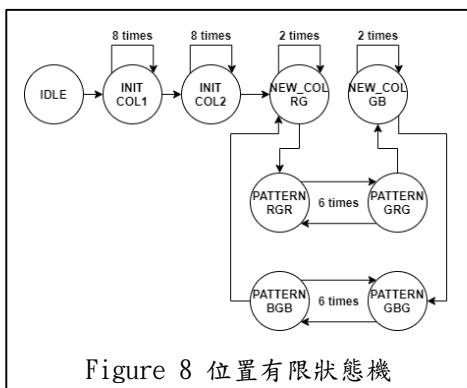 8 times
8 times
2 times
2 times
IDLE
INIT
COL1
INIT
COL2
NEW_COL
RG
NEW_COL
GB
PATTERN
RGR
6 times
PATTERN
GRG
PATTERN
BGB
6 times
PATTERN
GBG
Figure 8 位置有限狀態機